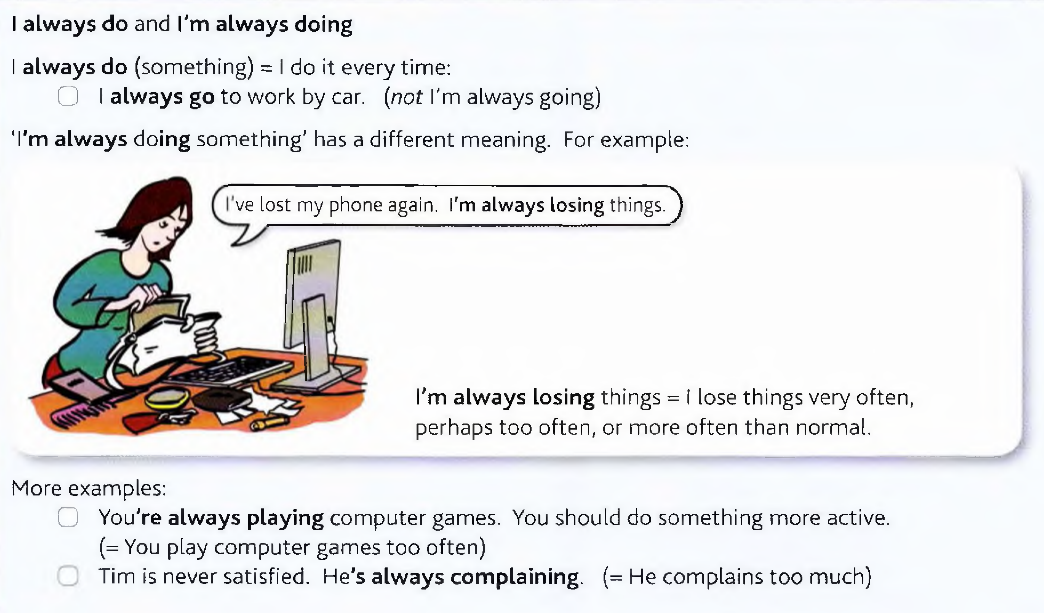 I always do and I'm always doing
I always do (something) = I do it every time:
I always go to work by car. (not I'm always going)
'I'm always doing something' has a different meaning. For example:
I've lost my phone again. I'm always losing things.
I'm always losing things = I lose things very often,
perhaps too often, or more often than normal.
More examples:
You're always playing computer games. You should do something more active.
(= You play computer games too often)
Tim is never satisfied. He's always complaining. (= He complains too much)